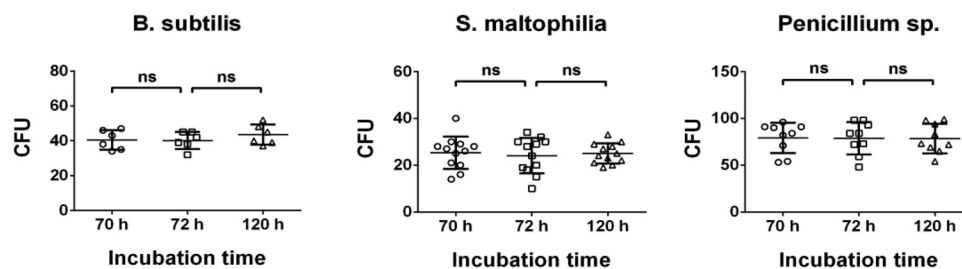 B. subtilis
CFU
80
60
40
20
0
ns
ns
70 h
72 h
120 h
Incubation time
S. maltophilia
CFU
60
40
20
0
ns
ns
70 h
72 h
120 h
Incubation time
Penicillium sp.
CFU
150
100
50
0
ns
ns
70 h
72 h
120 h
Incubation time